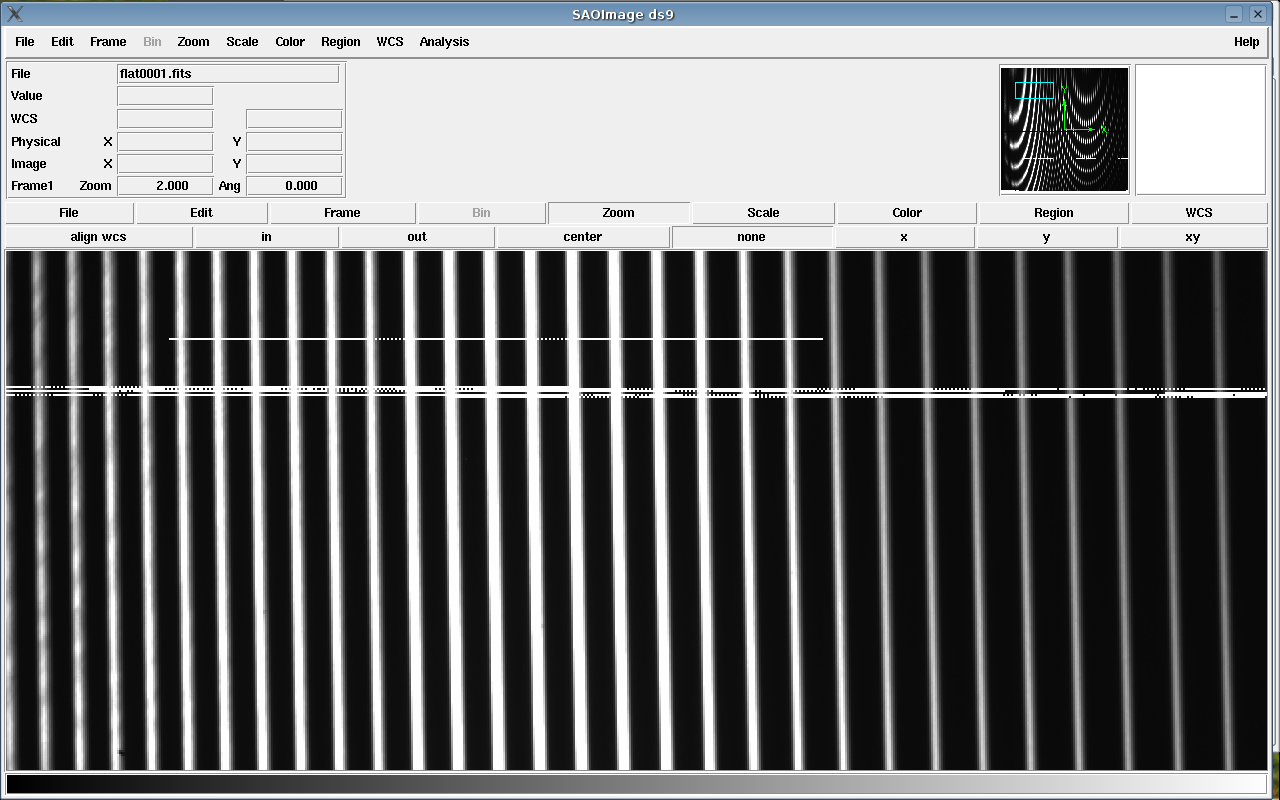 SAOImage ds9
File Edit Frame Bin Zoom Scale Color Region WCS Analysis Help
File flat0001.fits
Value
WCS
Physical X Y
Image X Y
Frame1 Zoom 2.000 Ang 0.000
File Edit Frame Bin Zoom Scale Color Region WCS
align wcs in out center none x y xy